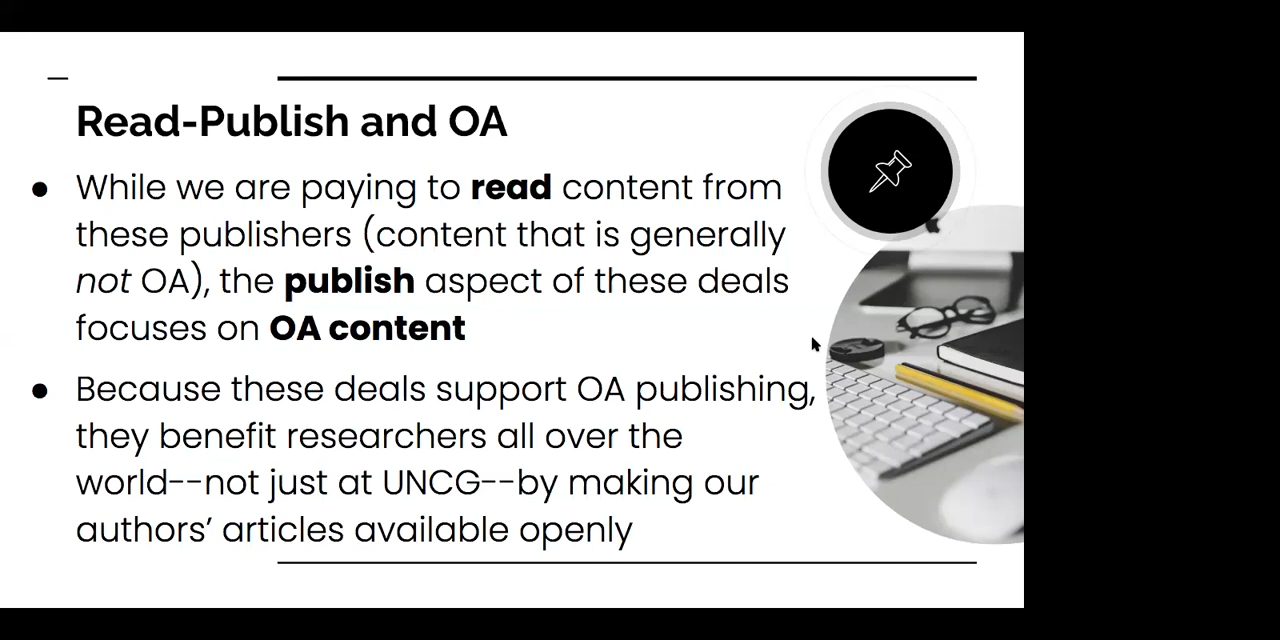 Read-Publish and OA
● While we are paying to read content from
these publishers (content that is generally
not OA), the publish aspect of these deals
focuses on OA content
● Because these deals support OA publishing,
they benefit researchers all over the
world--not just at UNCG--by making our
authors’ articles available openly